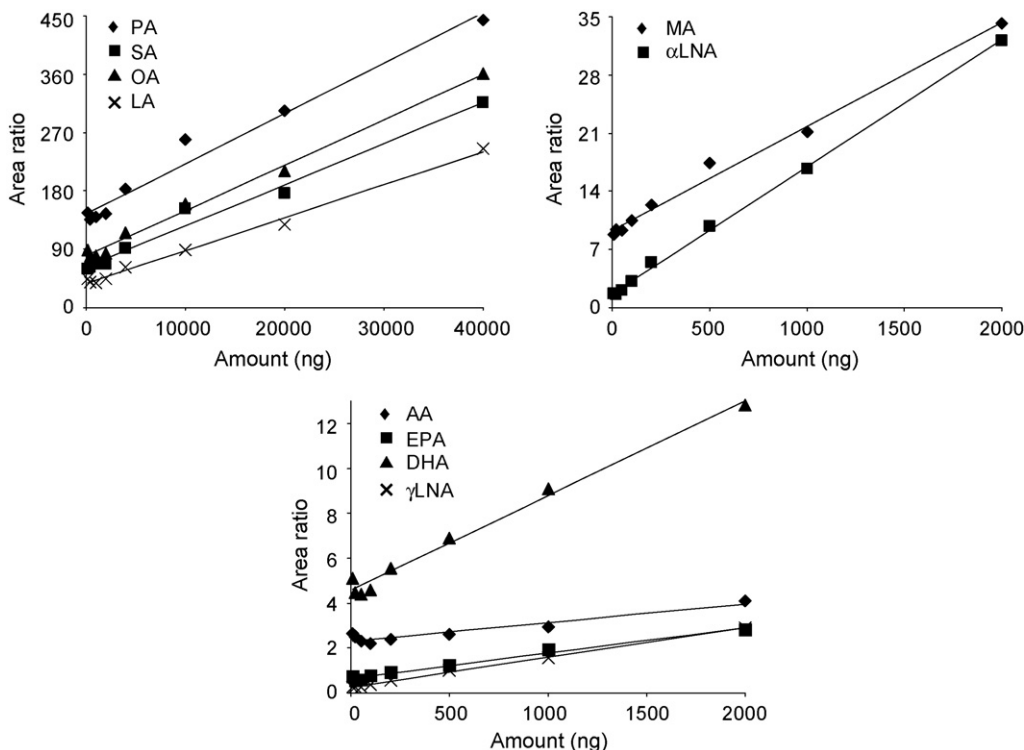 450
360
270
180
90
0
Area ratio
PA
SA
OA
LA
0 10000 20000 30000 40000
Amount (ng)
35
28
21
14
7
0
Area ratio
MA
αLNA
0 500 1000 1500 2000
Amount (ng)
12
10
8
6
4
2
0
Area ratio
AA
EPA
DHA
γLNA
0 500 1000 1500 2000
Amount (ng)